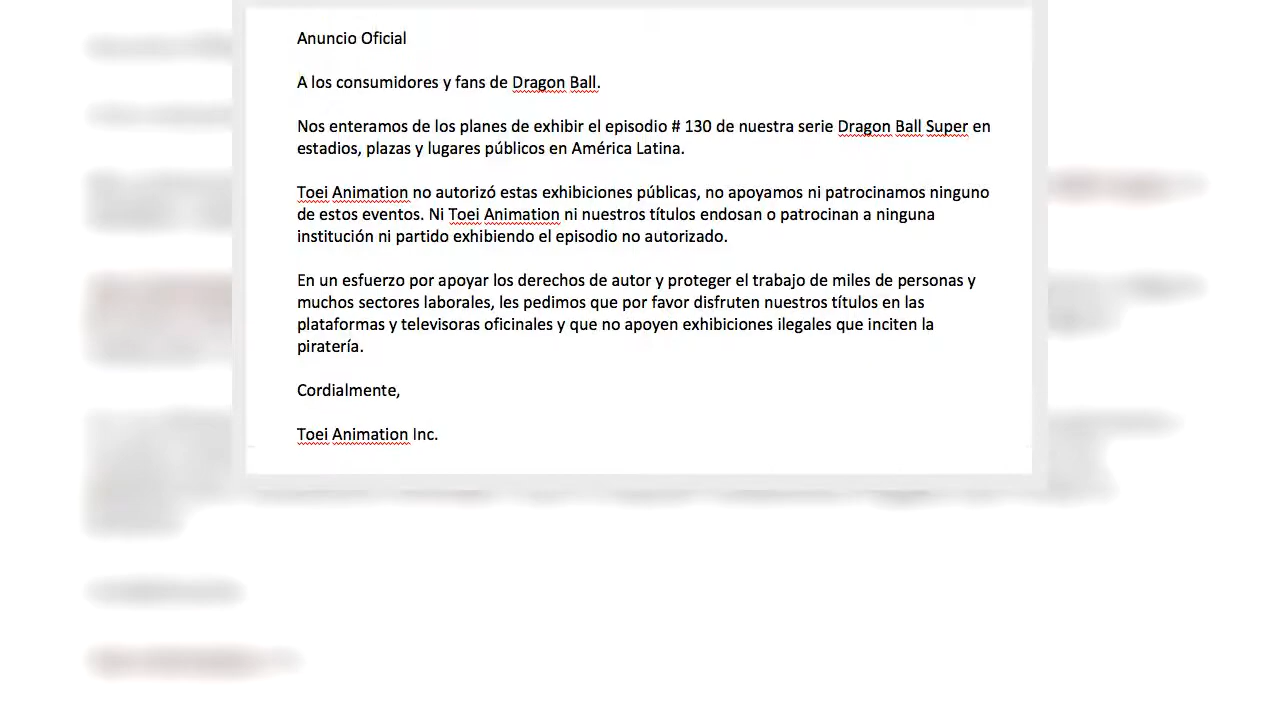 Anuncio Oficial
A los consumidores y fans de Dragon Ball.
Nos enteramos de los planes de exhibir el episodio # 130 de nuestra serie Dragon Ball Super en
estadios, plazas y lugares públicos en América Latina.
Toei Animation no autorizó estas exhibiciones públicas, no apoyamos ni patrocinamos ninguno
de estos eventos. Ni Toei Animation ni nuestros títulos endosan o patrocinan a ninguna
institución ni partido exhibiendo el episodio no autorizado.
En un esfuerzo por apoyar los derechos de autor y proteger el trabajo de miles de personas y
muchos sectores laborales, les pedimos que por favor disfruten nuestros títulos en las
plataformas y televisoras oficinales y que no apoyen exhibiciones ilegales que inciten la
piratería.
Cordialmente,
Toei Animation Inc.